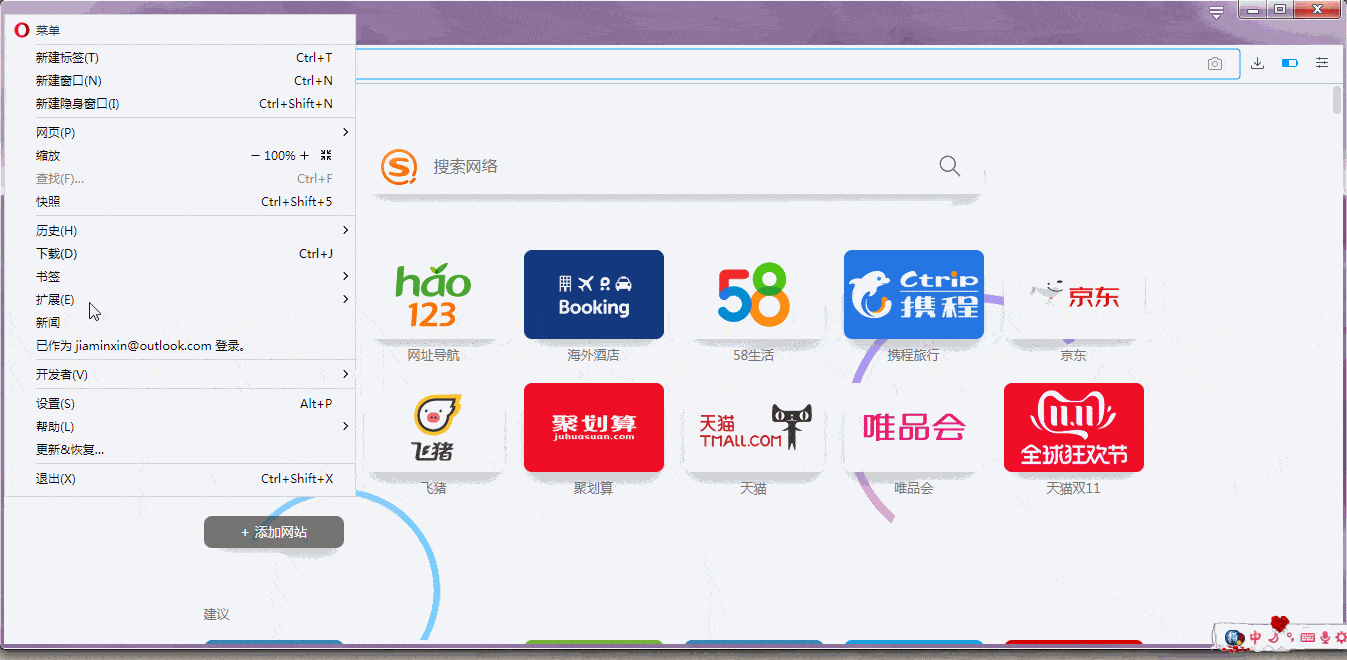 菜单
新建标签(T) Ctrl+T
新建窗口(N) Ctrl+N
新建隐身窗口(I) Ctrl+Shift+N
网页(P)
缩放 − 100% +
查找(F)... Ctrl+F
快照 Ctrl+Shift+5
历史(H)
下载(D) Ctrl+J
书签
扩展(E)
新闻
已作为 jiaminxin@outlook.com 登录。
开发者(V)
设置(S) Alt+P
帮助(L)
更新&恢复...
退出(X) Ctrl+Shift+X
搜索网络
hao
123
网址导航
Booking
海外酒店
58
58生活
Ctrip
携程
携程旅行
京东
京东
飞猪
飞猪
聚划算
juhuasuan.com
聚划算
天猫
TMALL.COM
天猫
唯品会
唯品会
11.11
全球狂欢节
天猫双11
+ 添加网站
建议
中